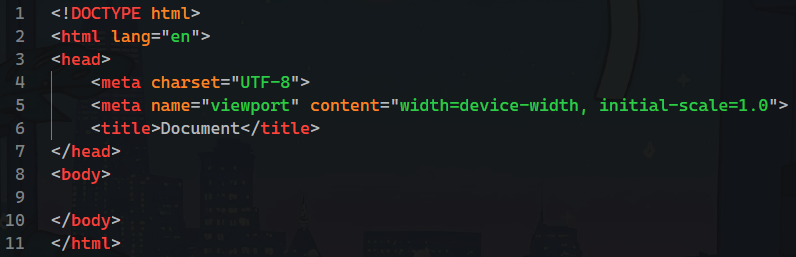 1 <!DOCTYPE html>
2 <html lang="en">
3 <head>
4     <meta charset="UTF-8">
5     <meta name="viewport" content="width=device-width, initial-scale=1.0">
6     <title>Document</title>
7 </head>
8 <body>
9
10 </body>
11 </html>